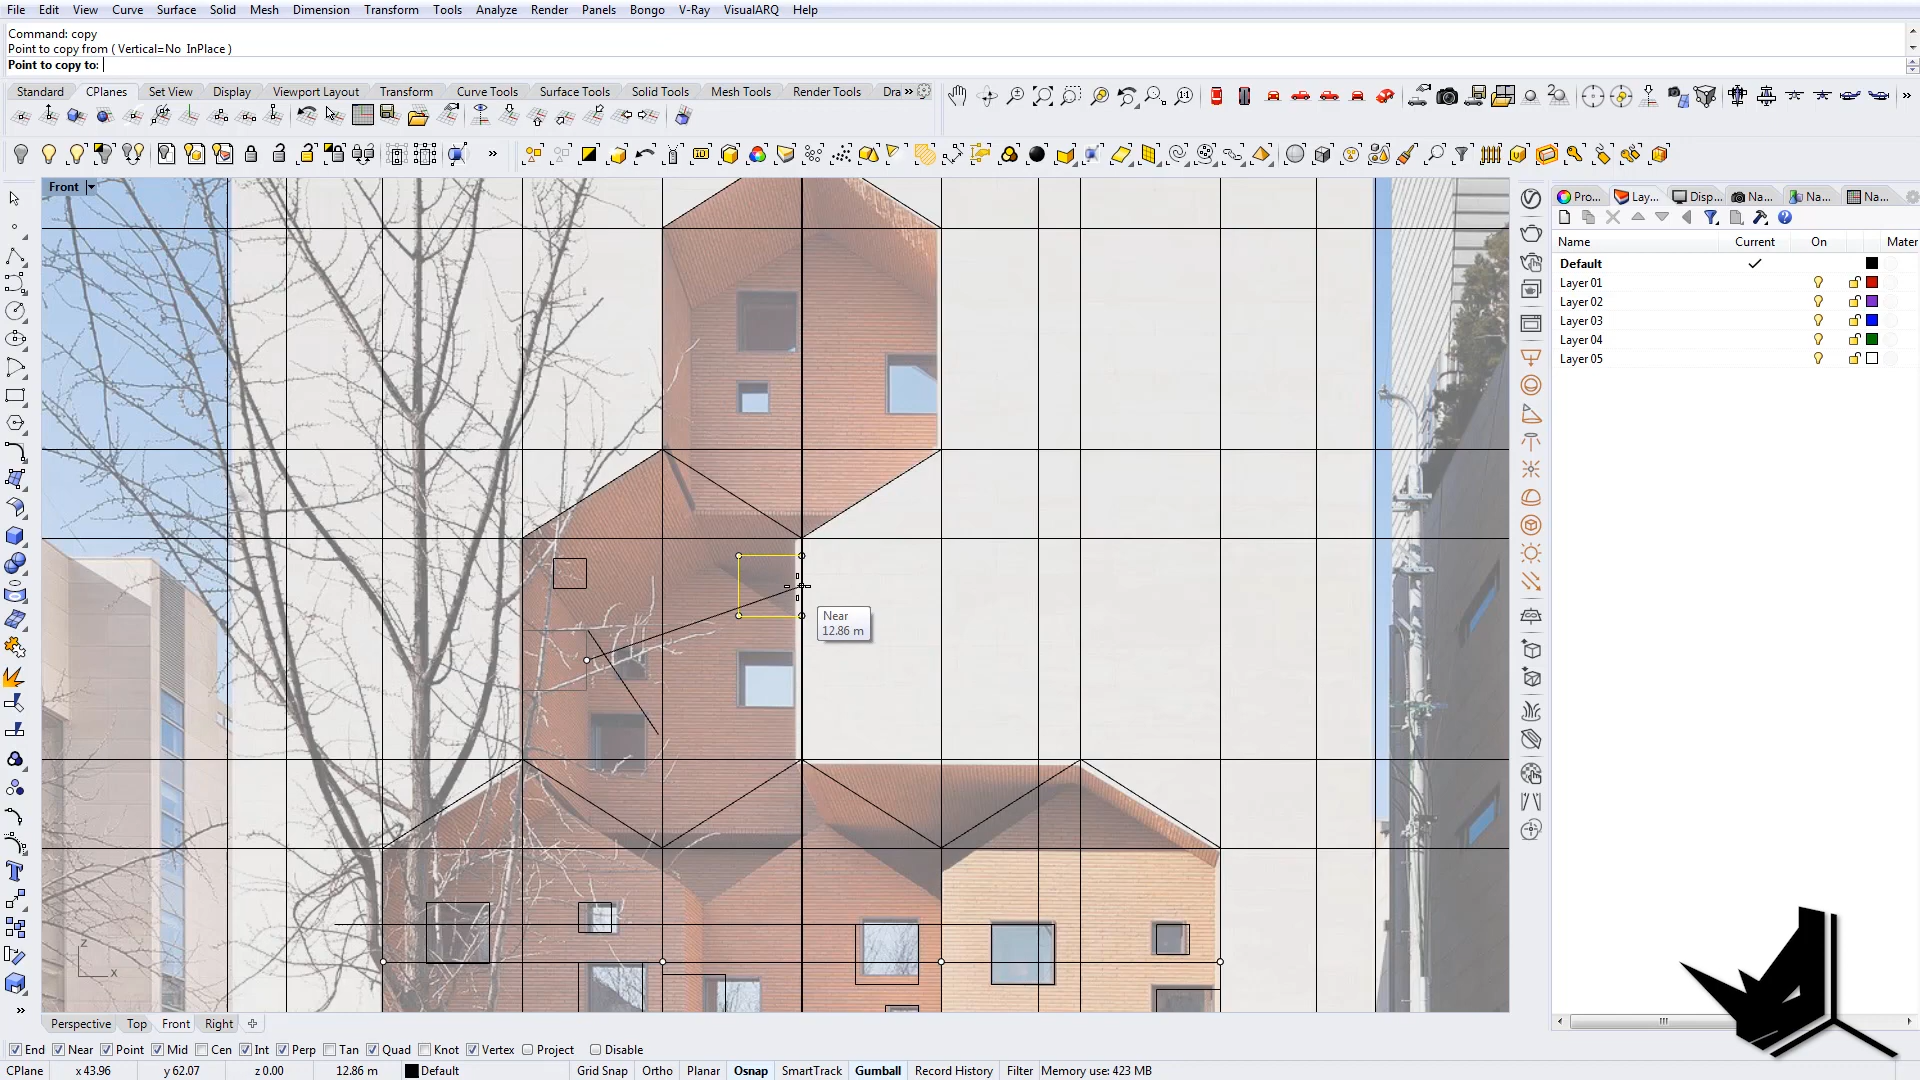 File Edit View Curve Surface Solid Mesh Dimension Transform Tools Analyze Render Panels Bongo V-Ray VisualARQ Help
Command: copy
Point to copy from ( Vertical=No InPlace )
Point to copy to:
Standard CPlanes Set View Display Viewport Layout Transform Curve Tools Surface Tools Solid Tools Mesh Tools Render Tools Dra »
Front
Pro... Lay... Disp... Na... Na... Na...
Name Current On Mater
Default
Layer 01
Layer 02
Layer 03
Layer 04
Layer 05
Near
12.86 m
z
x
Perspective Top Front Right
End Near Point Mid Cen Int Perp Tan Quad Knot Vertex Project Disable
CPlane x 43.96 y 62.07 z 0.00 12.86 m Default Grid Snap Ortho Planar Osnap SmartTrack Gumball Record History Filter Memory use: 423 MB